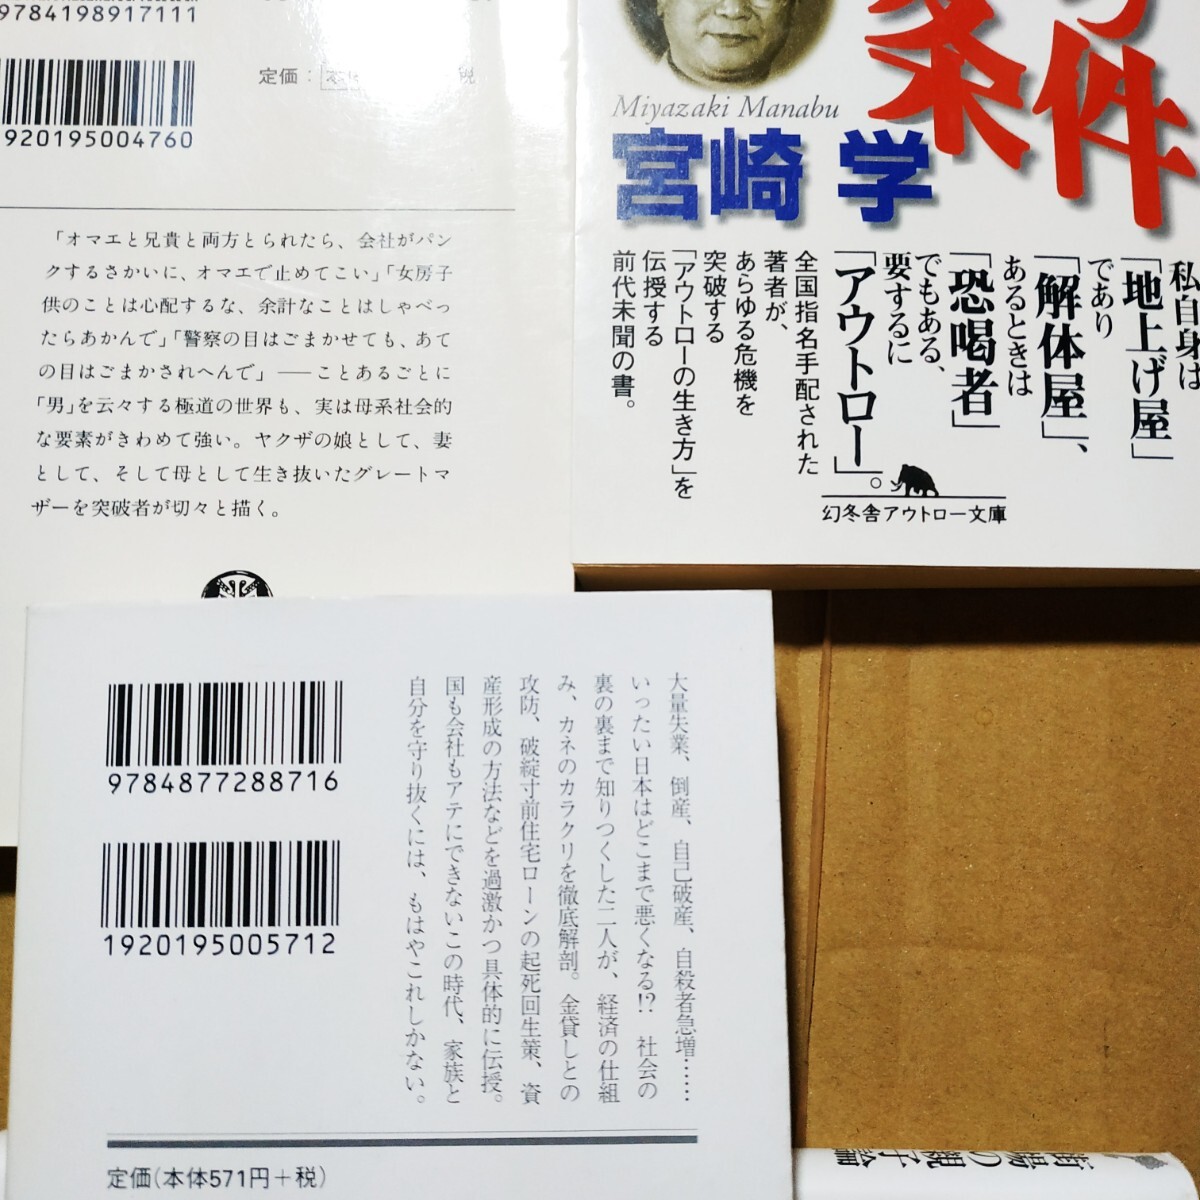 9784198917111
1920195004760
定価：
税
「オマエと兄貴と両方とられたら、会社がパン
クするさかいに、オマエで止めてこい」「女房子
供のことは心配するな、余計なことはしゃべっ
たらあかんで」「警察の目はごまかせても、あて
の目はごまかされへんで」──ことあるごとに
「男」を云々する極道の世界も、実は母系社会的
な要素がきわめて強い。ヤクザの娘として、妻
として、そして母として生き抜いたグレートマ
ザーを突破者が切々と描く。
条件
Miyazaki Manabu
宮崎 学
私自身は
「地上げ屋」
であり
「解体屋」、
あるときは
「恐喝者」
でもある、
要するに
「アウトロー」。
全国指名手配された
著者が、
あらゆる危機を
突破する
「アウトローの生き方」を
伝授する
前代未聞の書。
幻冬舎アウトロー文庫
9784877288716
1920195005712
大量失業、倒産、自己破産、自殺者急増……
いったい日本はどこまで悪くなる!? 社会の
裏の裏まで知りつくした二人が、経済の仕組
み、カネのカラクリを徹底解剖。金貸しとの
攻防、破綻寸前住宅ローンの起死回生策、資
産形成の方法などを過激かつ具体的に伝授。
国も会社もアテにできないこの時代、家族と
自分を守り抜くには、もはやこれしかない。
定価(本体571円+税)
街場の親子論